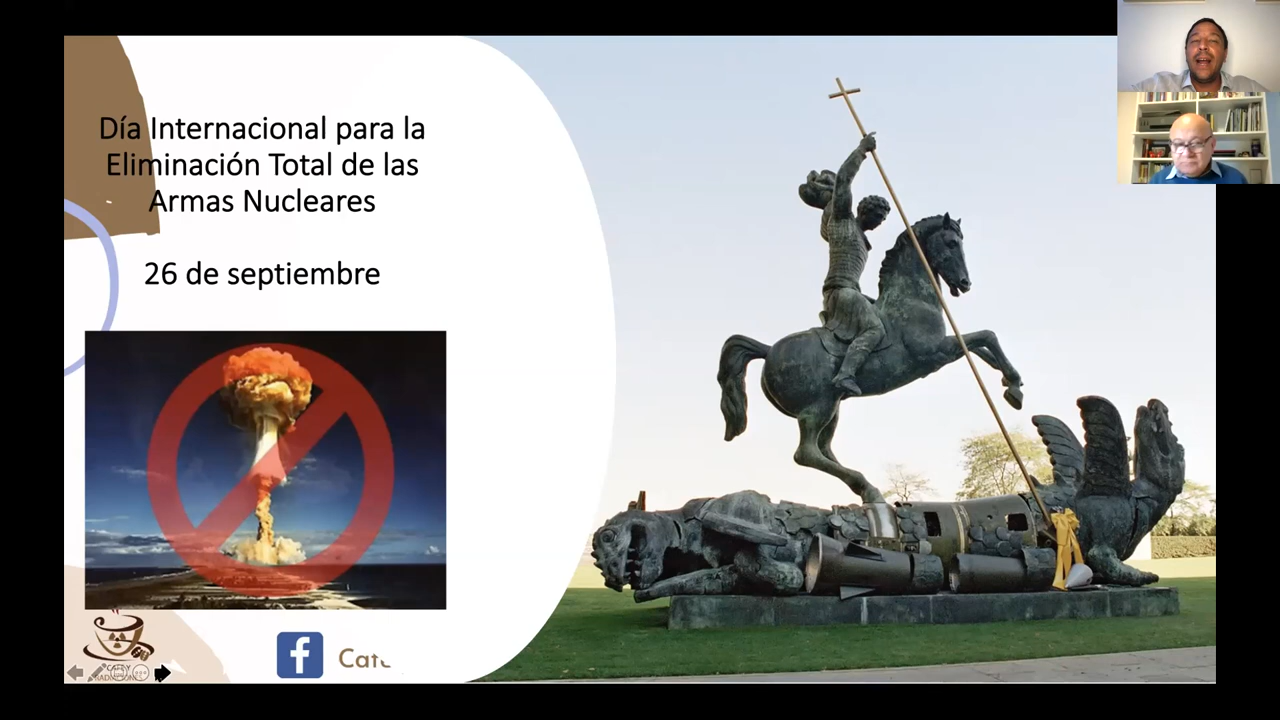 Día Internacional para la
Eliminación Total de las
Armas Nucleares
26 de septiembre
f